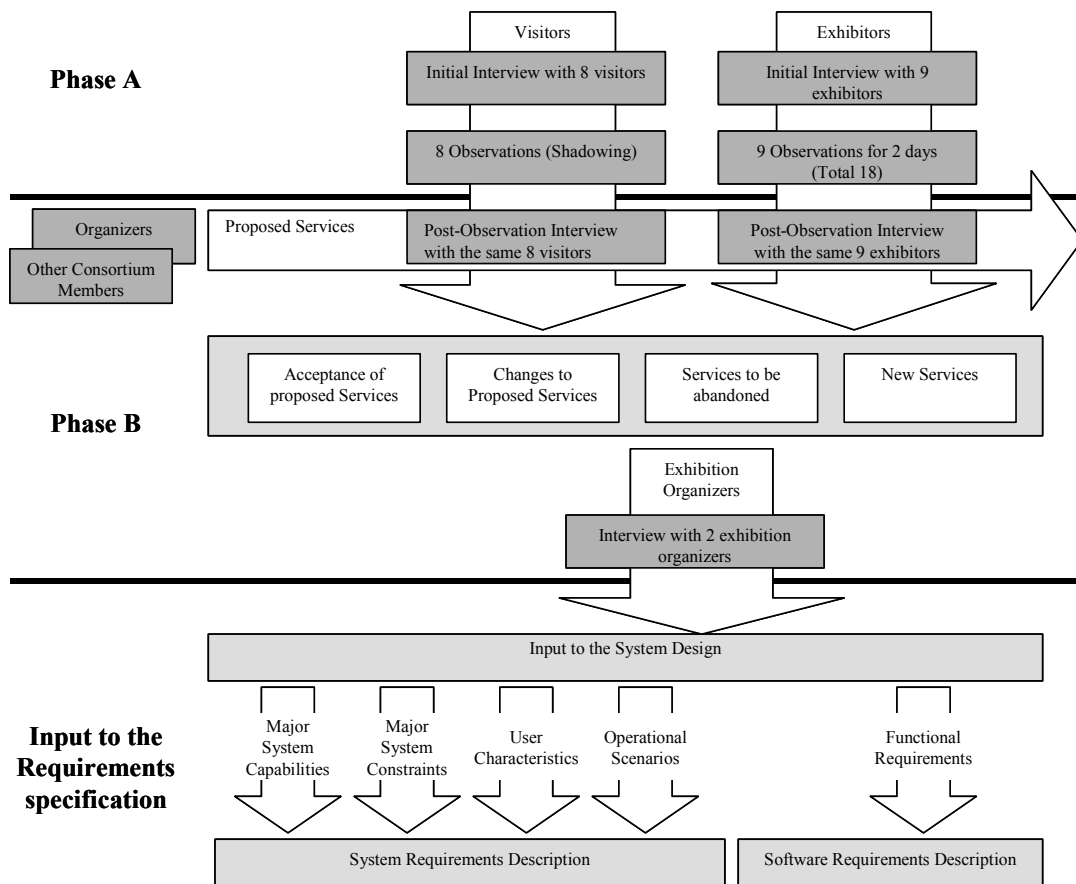 Visitors
Exhibitors
Phase A
Initial Interview with 8 visitors
Initial Interview with 9
exhibitors
8 Observations (Shadowing)
9 Observations for 2 days
(Total 18)
Organizers
Other Consortium
Members
Proposed Services
Post-Observation Interview
with the same 8 visitors
Post-Observation Interview
with the same 9 exhibitors
Phase B
Acceptance of
proposed Services
Changes to
Proposed Services
Services to be
abandoned
New Services
Exhibition
Organizers
Interview with 2 exhibition
organizers
Input to the System Design
Input to the
Requirements
specification
Major
System
Capabilities
Major
System
Constraints
User
Characteristics
Operational
Scenarios
Functional
Requirements
System Requirements Description
Software Requirements Description